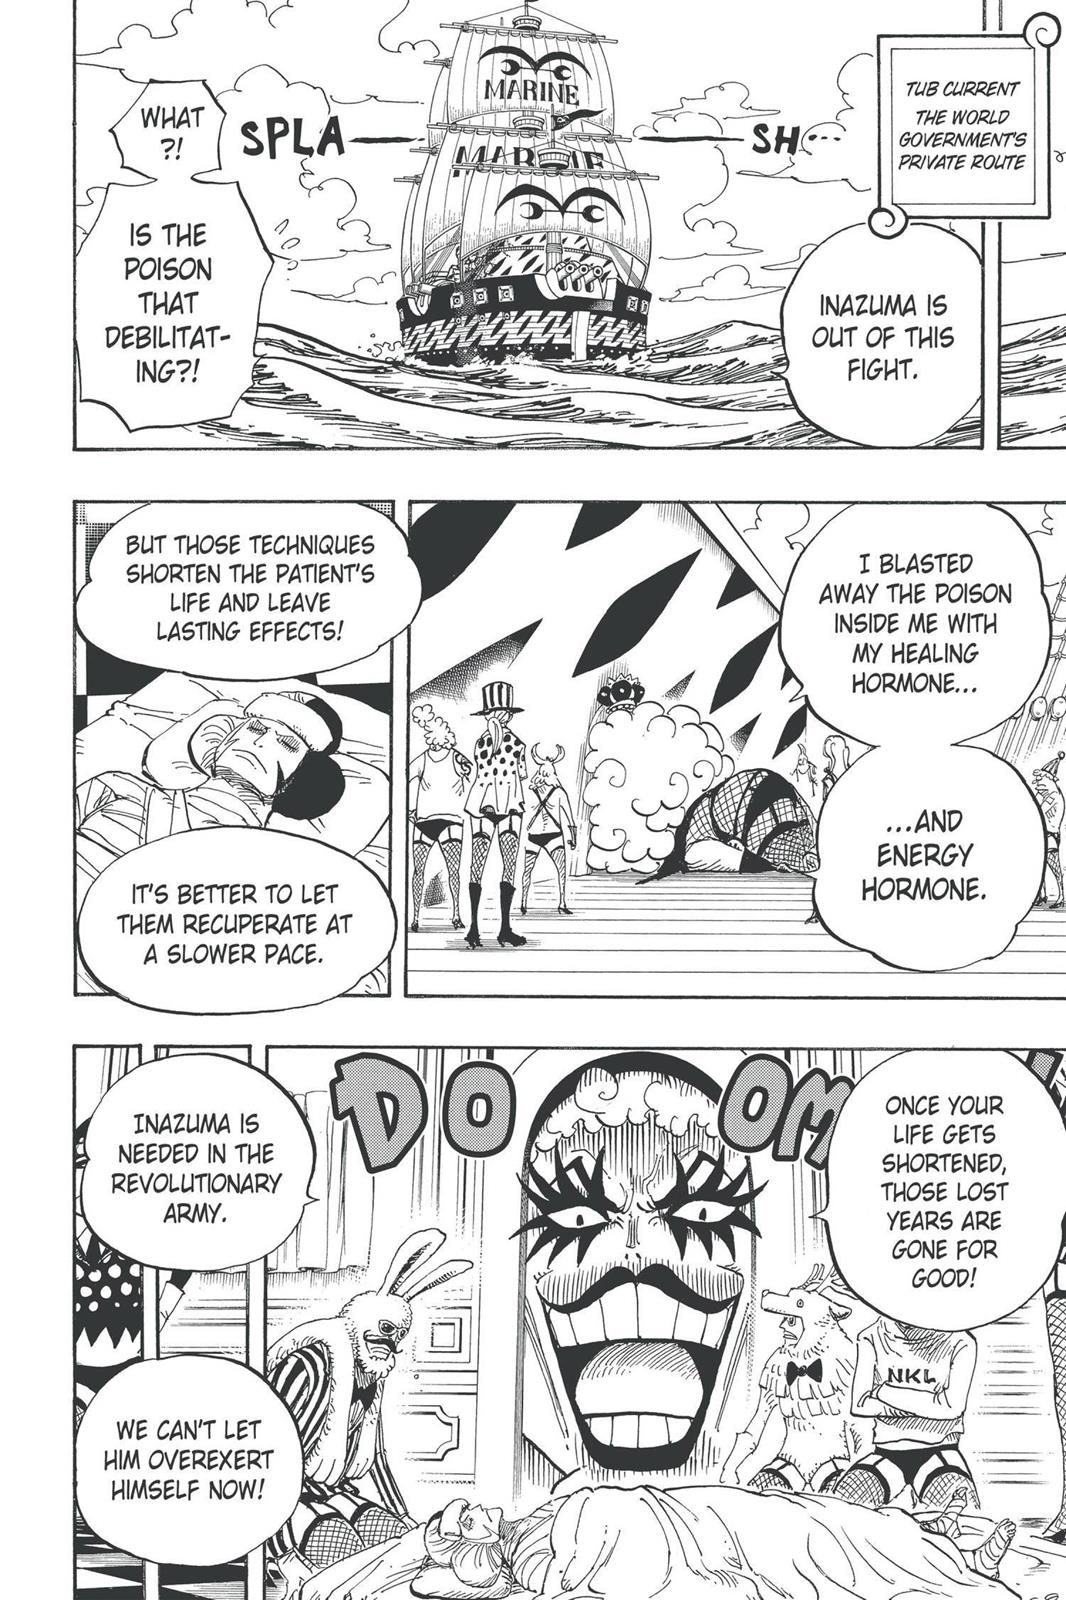 TUB CURRENT
THE WORLD
GOVERNMENT'S
PRIVATE ROUTE
MARINE
MARINE
SPLA
SH...
INAZUMA IS
OUT OF THIS
FIGHT.
WHAT
?!
IS THE
POISON
THAT
DEBILITAT-
ING?!
I BLASTED
AWAY THE POISON
INSIDE ME WITH
MY HEALING
HORMONE...
...AND
ENERGY
HORMONE.
BUT THOSE TECHNIQUES
SHORTEN THE PATIENT'S
LIFE AND LEAVE
LASTING EFFECTS!
IT'S BETTER TO LET
THEM RECUPERATE AT
A SLOWER PACE.
DO OM
ONCE YOUR
LIFE GETS
SHORTENED,
THOSE LOST
YEARS ARE
GONE FOR
GOOD!
NKL
INAZUMA IS
NEEDED IN THE
REVOLUTIONARY
ARMY.
WE CAN'T LET
HIM OVEREXERT
HIMSELF NOW!